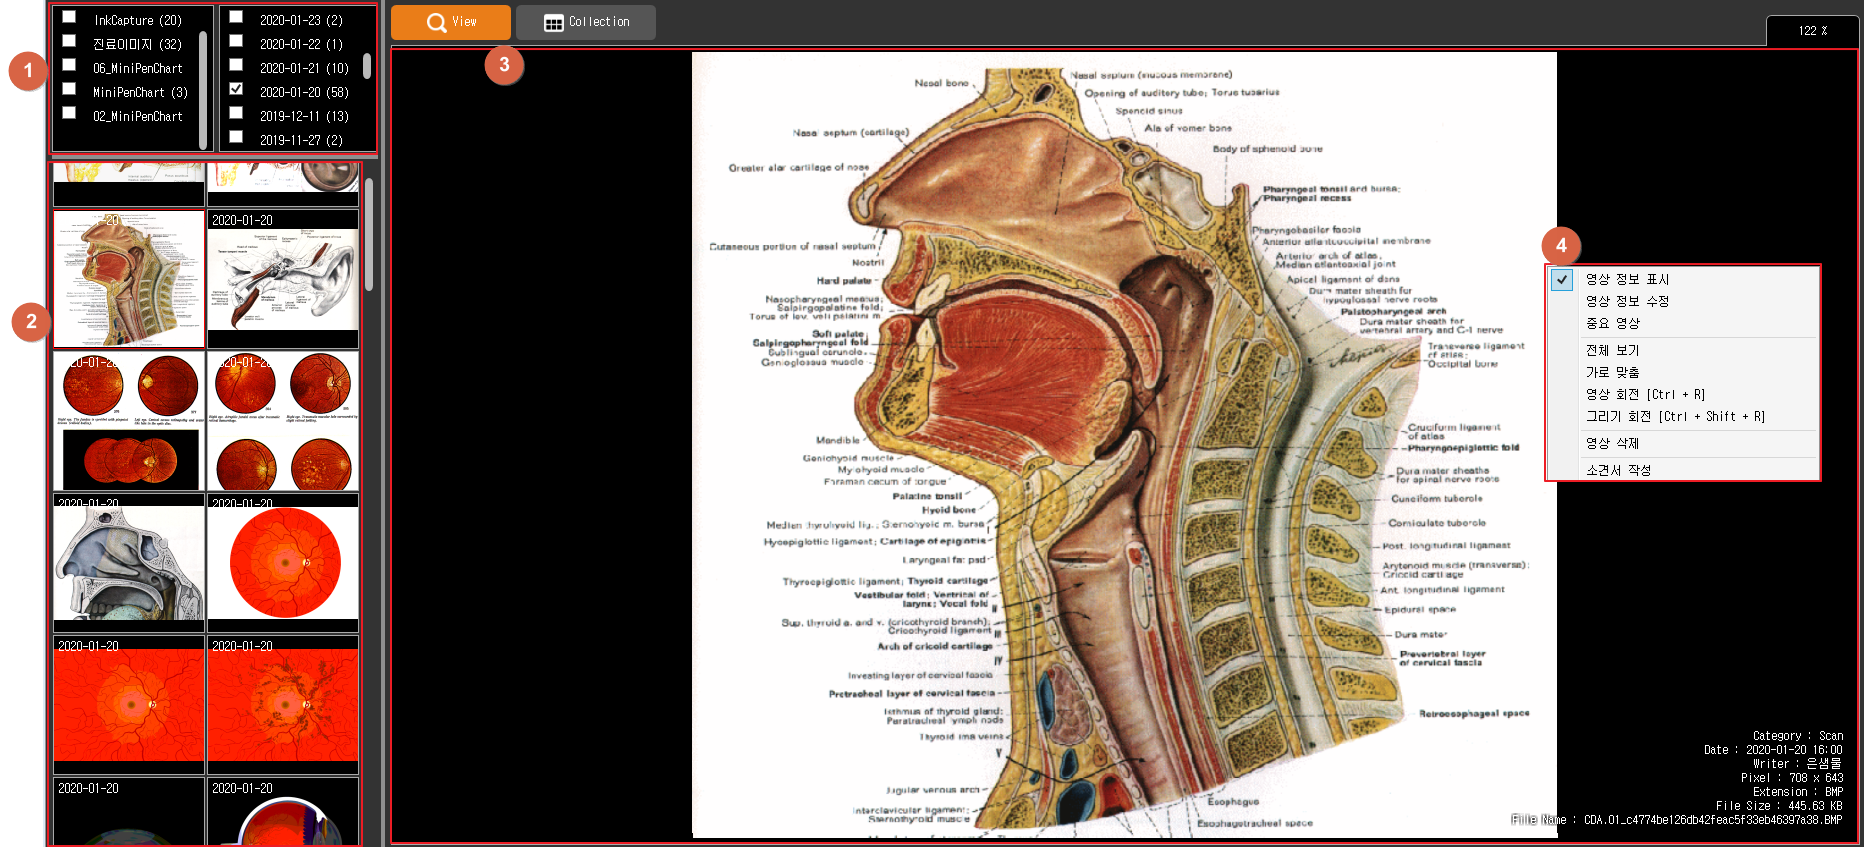 InkCapture (20)
진료이미지 (32)
06_MiniPenChart
MiniPenChart (3)
02_MiniPenChart
2020-01-23 (2)
2020-01-22 (1)
2020-01-21 (10)
2020-01-20 (58)
2019-12-11 (13)
2019-11-27 (2)
1
2020-01-20
2020-01-20
2020-01-20
2020-01-20
2020-01-20
2020-01-20
2020-01-20
2020-01-20
2020-01-20
2020-01-20
2
View
Collection
122 %
3
Nasal bone
Nasal septum (mucous membrane)
Opening of auditory tube; Torus tubarius
Sphenoid sinus
Ala of vomer bone
Nasal septum (cartilage)
Body of sphenoid bone
Greater alar cartilage of nose
Pharyngeal tonsil and bursa;
Pharyngeal recess
Pharyngobasilar fascia
Anterior atlantooccipital membrane
Cutaneous portion of nasal septum
Arterior arch of atlas,
Median atlantoaxial joint
Nostril
Apical ligament of dens
Hard palate
Dura mater sheath for
hypoglossal nerve roots
Nasopharyngeal meatus;
Salpingopalatine fold;
Torus of lev. veli palatini m
Palatopharyngeal arch
Dura mater sheath for
vertebral artery and C-1 nerve
Soft palate;
Salpingopharyngeal fold
Sublingual caruncle;
Genioglossus muscle
Transverse ligament
of atlas;
Occipital bone
Mandible
Cruciform ligament
of atlas
Pharyngoepiglottic fold
Geniohyoid muscle
Mylohyoid muscle
Foramen cecum of tongue
Dura mater sheaths
for spinal nerve roots
Palatine tonsil
Cuneiform tubercle
Hyoid bone
Median thyrohyoid lig.; Sternohyoid m. bursa
I
Corniculate tubercle
Hyoepiglottic ligament; Cartilage of epiglottis
Post. longitudinal ligament
Laryngeal fat pad
Arytenoid muscle (transverse);
Cricoid cartilage
Thyroepiglottic ligament; Thyroid cartilage
Ant. longitudinal ligament
Vestibular fold; Ventrical of
larynx; Vocal fold
II
Epidural space
Sup. thyroid a. and v. (cricothyroid branch);
Cricothyroid ligament
III
Dura mater
Arch of cricoid cartilage
IV
Prevertebral layer
of cervical fascia
Investing layer of cervical fascia
Pretracheal layer of cervical fascia
Isthmus of thyroid gland;
Paratracheal lymph node
Retroesophageal space
Thyroid ima veins
V
Jugular venous arch
Esophagus
Interclavicular ligament;
Sternothyroid muscle
Esophagotracheal space
4
영상 정보 표시
영상 정보 수정
중요 영상
전체 보기
가로 맞춤
영상 회전 [Ctrl + R]
그리기 회전 [Ctrl + Shift + R]
영상 삭제
소견서 작성
Category : Scan
Date : 2020-01-20 16:00
Writer : 은샘물
Pixel : 708 x 643
Extension : BMP
File Size : 445.63 KB
File Name : CDA.01_c4774be126db42feac5f33eb46397a38.BMP